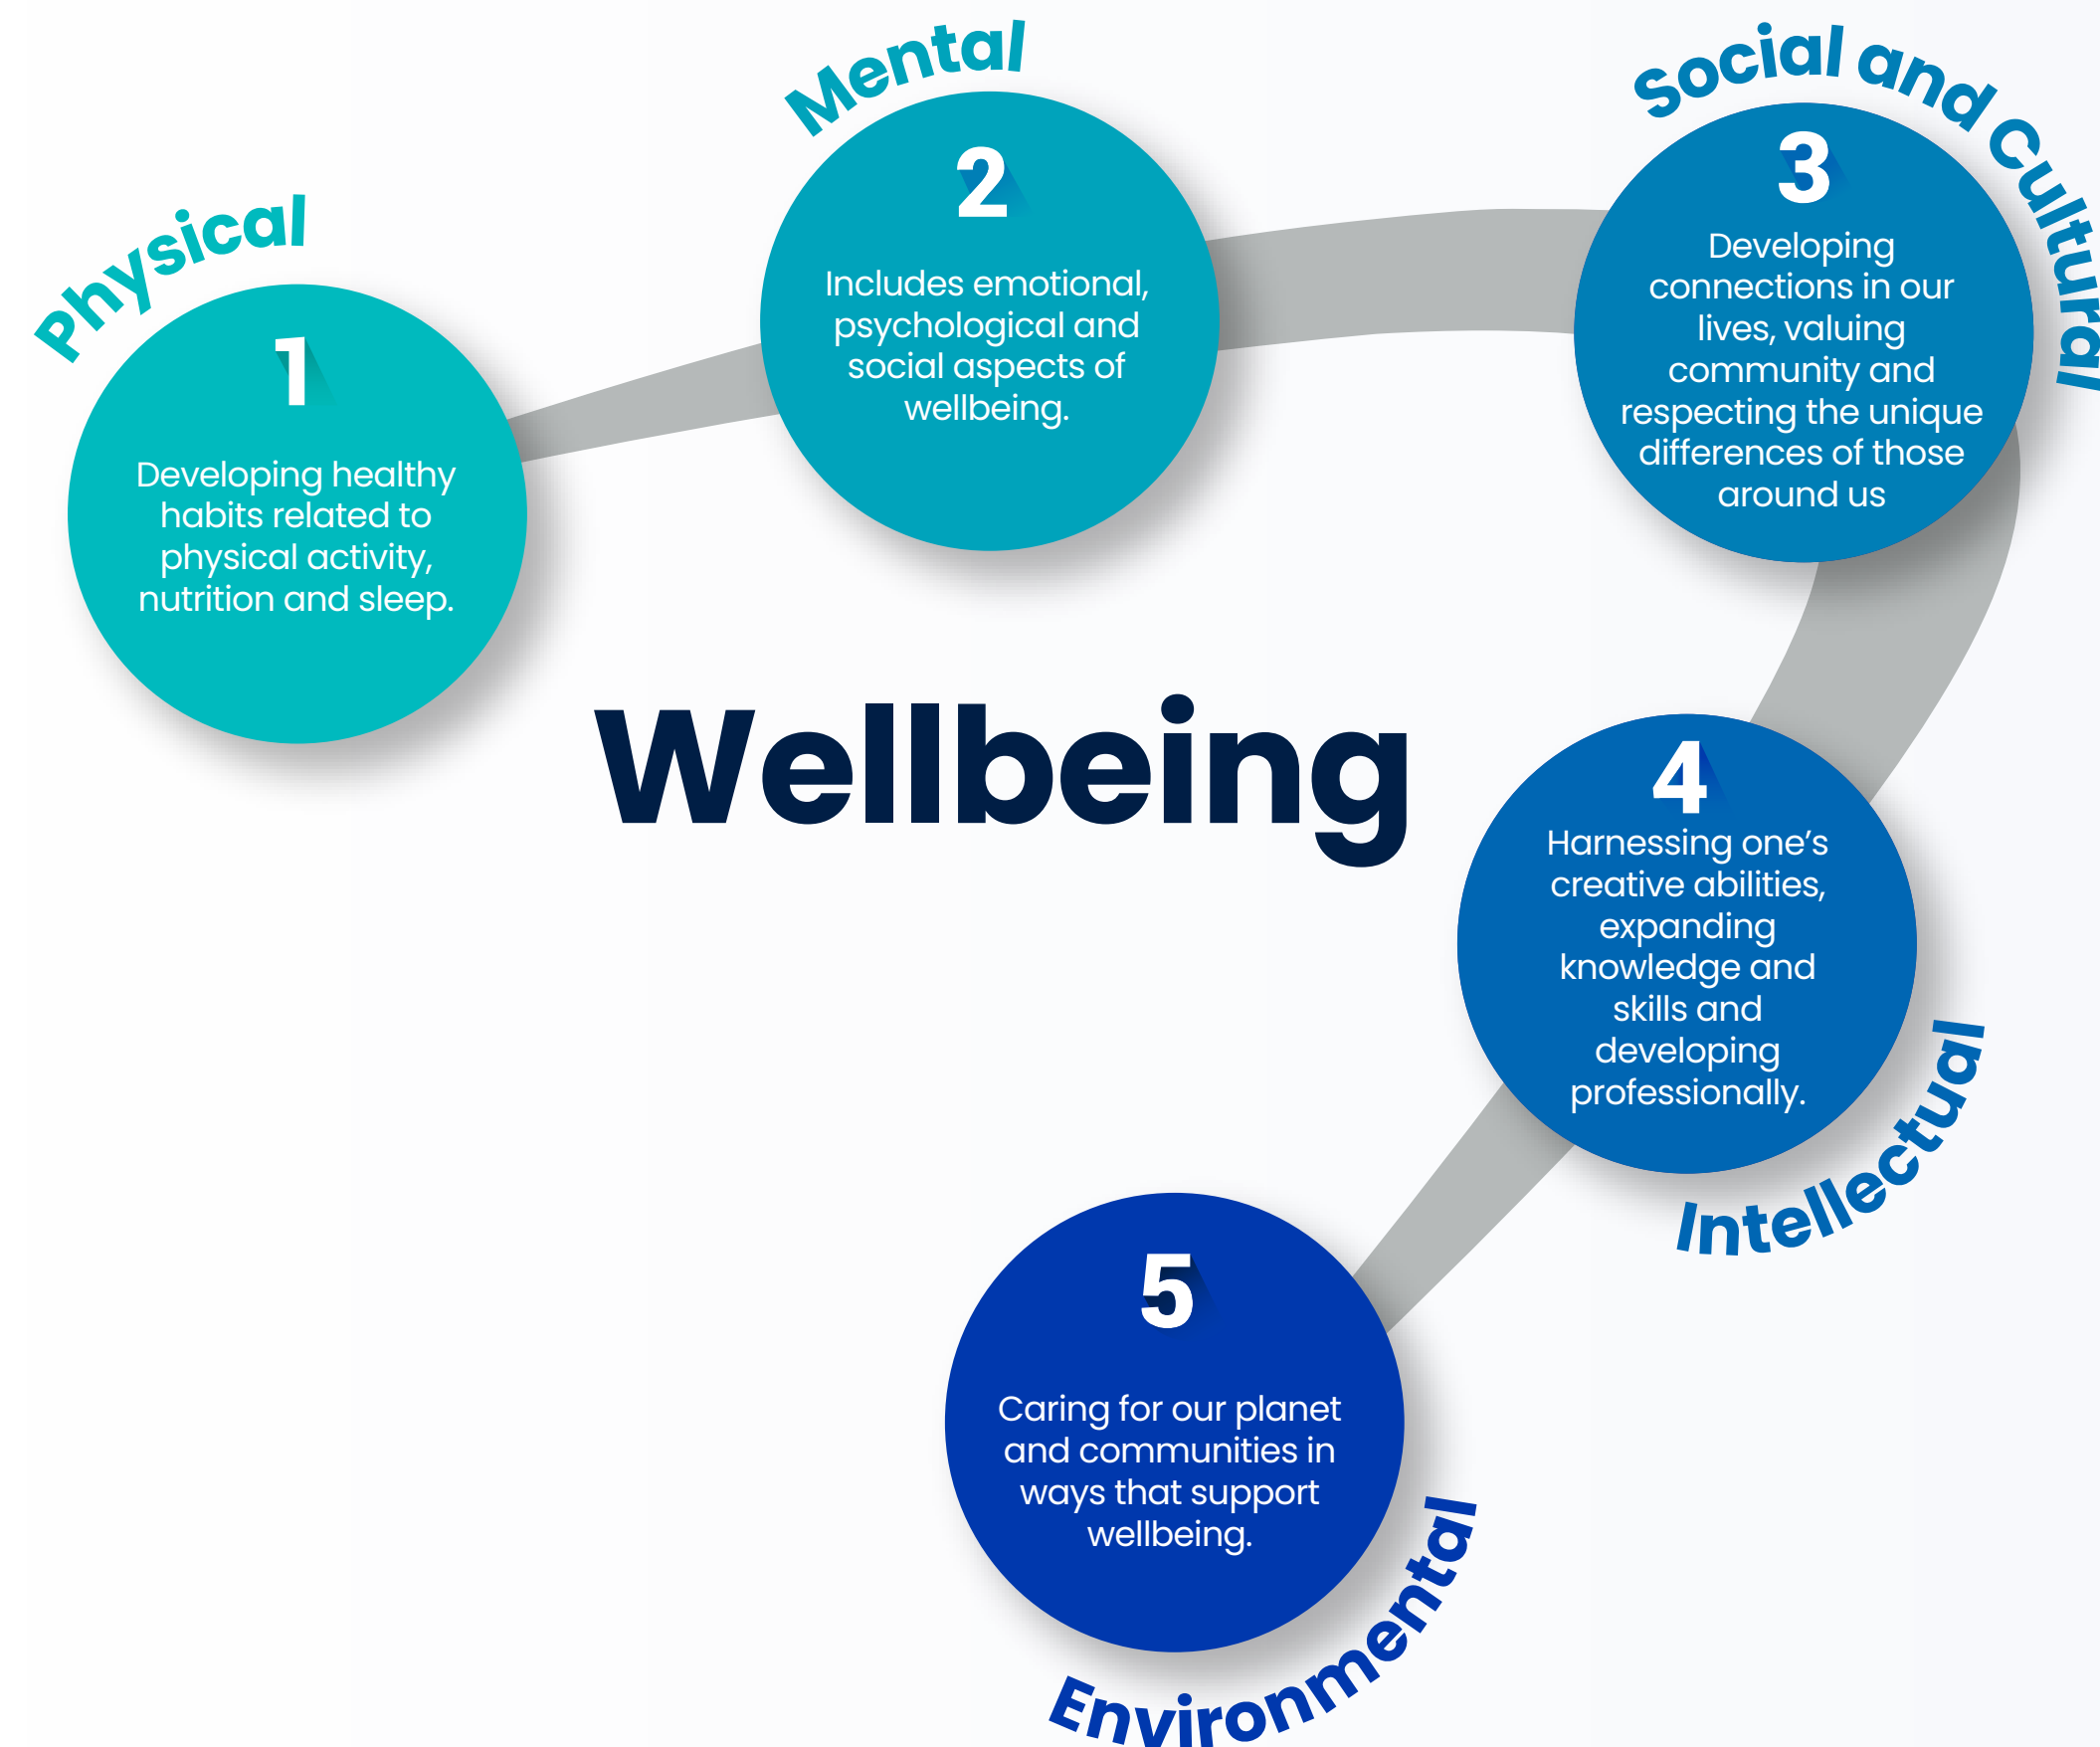 Physical
1
Developing healthy
habits related to
physical activity,
nutrition and sleep.
Mental
2
Includes emotional,
psychological and
social aspects of
wellbeing.
Social and Cultural
3
Developing
connections in our
lives, valuing
community and
respecting the unique
differences of those
around us
Wellbeing
4
Harnessing one’s
creative abilities,
expanding
knowledge and
skills and
developing
professionally.
Intellectual
5
Caring for our planet
and communities in
ways that support
wellbeing.
Environmental